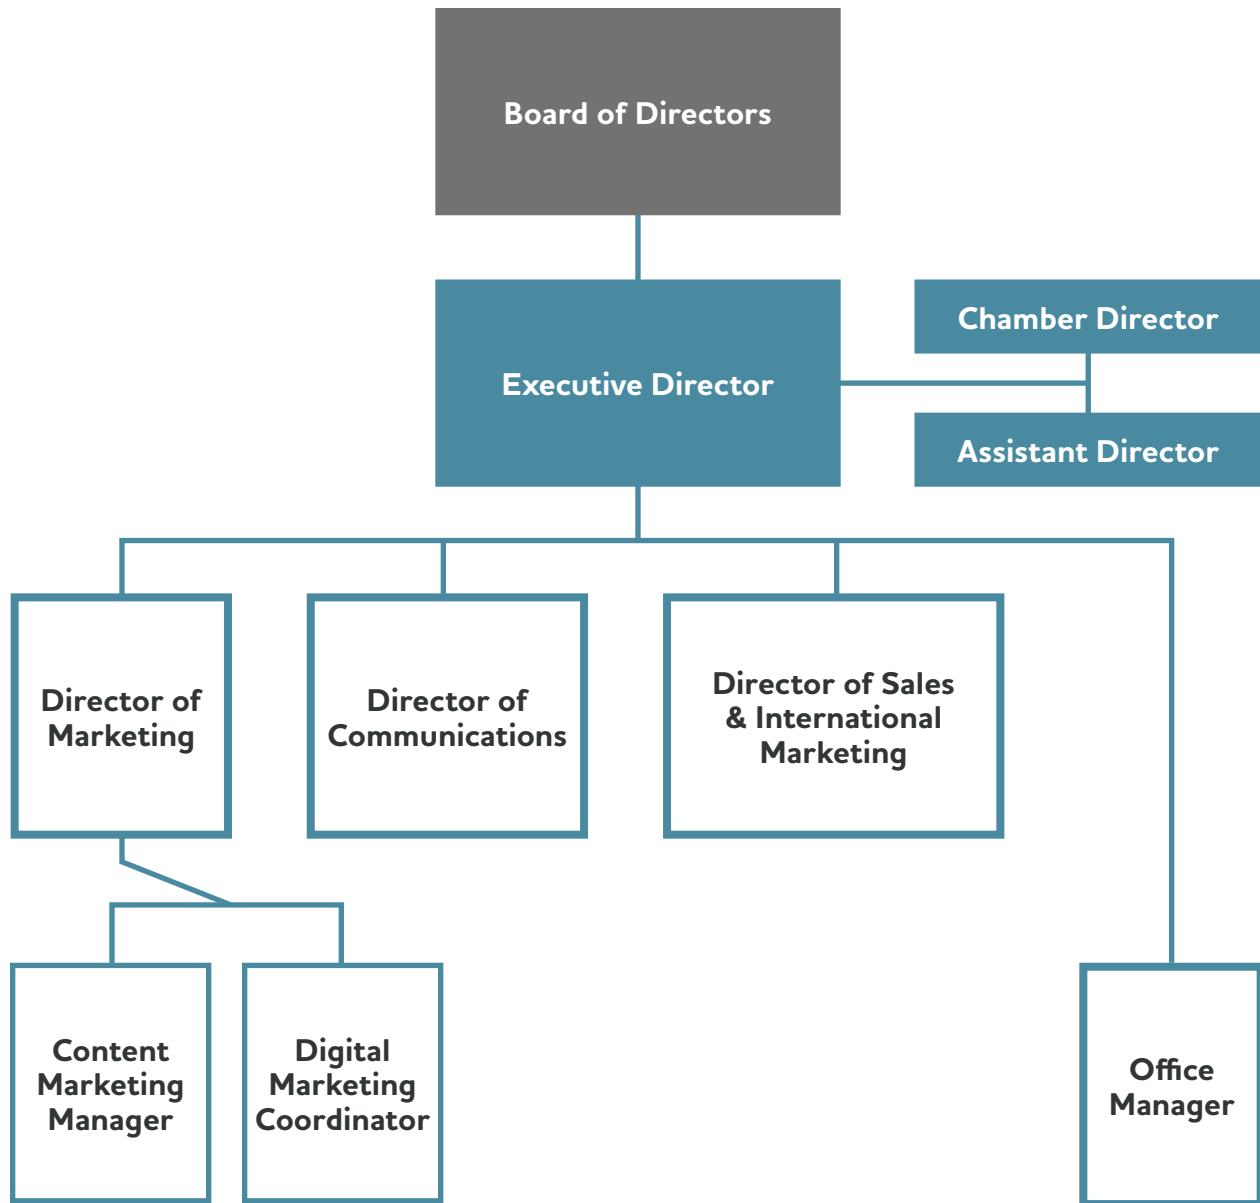 Board of Directors
Executive Director
Chamber Director
Assistant Director
Director of
Marketing
Director of
Communications
Director of Sales
& International
Marketing
Content
Marketing
Manager
Digital
Marketing
Coordinator
Office
Manager